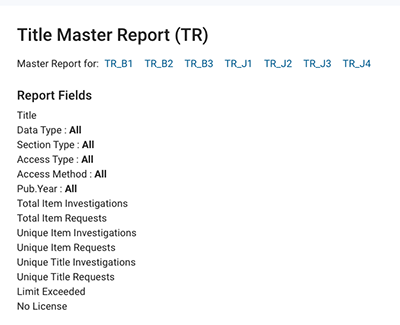 Title Master Report (TR)
Master Report for: TR_B1 TR_B2 TR_B3 TR_J1 TR_J2 TR_J3 TR_J4
Report Fields
Title
Data Type : All
Section Type : All
Access Type : All
Access Method : All
Pub.Year : All
Total Item Investigations
Total Item Requests
Unique Item Investigations
Unique Item Requests
Unique Title Investigations
Unique Title Requests
Limit Exceeded
No License